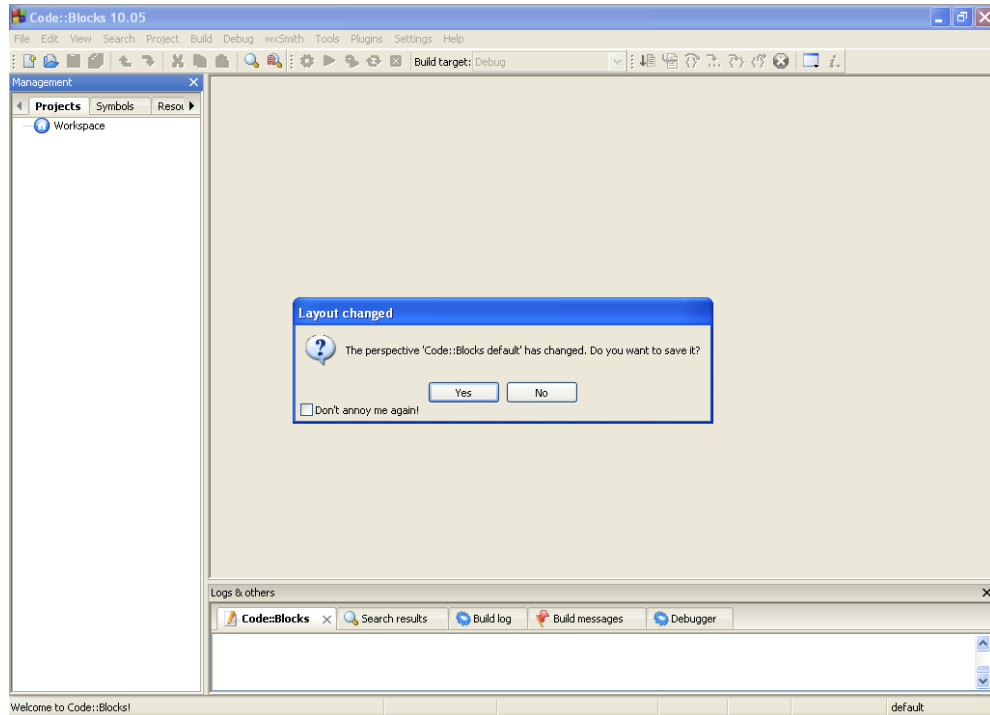 Code::Blocks 10.05
File Edit View Search Project Build Debug wxSmith Tools Plugins Settings Help
Build target: Debug
Management
Projects Symbols Resou
Workspace
Layout changed
The perspective 'Code::Blocks default' has changed. Do you want to save it?
Yes No
Don't annoy me again!
Logs & others
Code::Blocks Search results Build log Build messages Debugger
Welcome to Code::Blocks! default